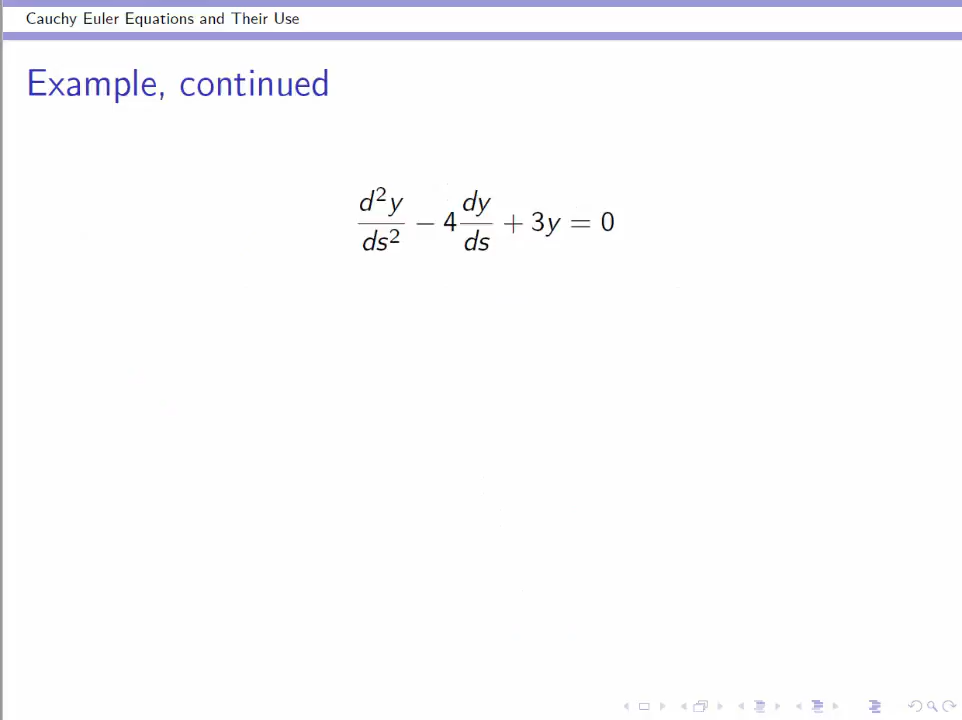 Cauchy Euler Equations and Their Use
Example, continued
d²y/ds² − 4 dy/ds + 3y = 0